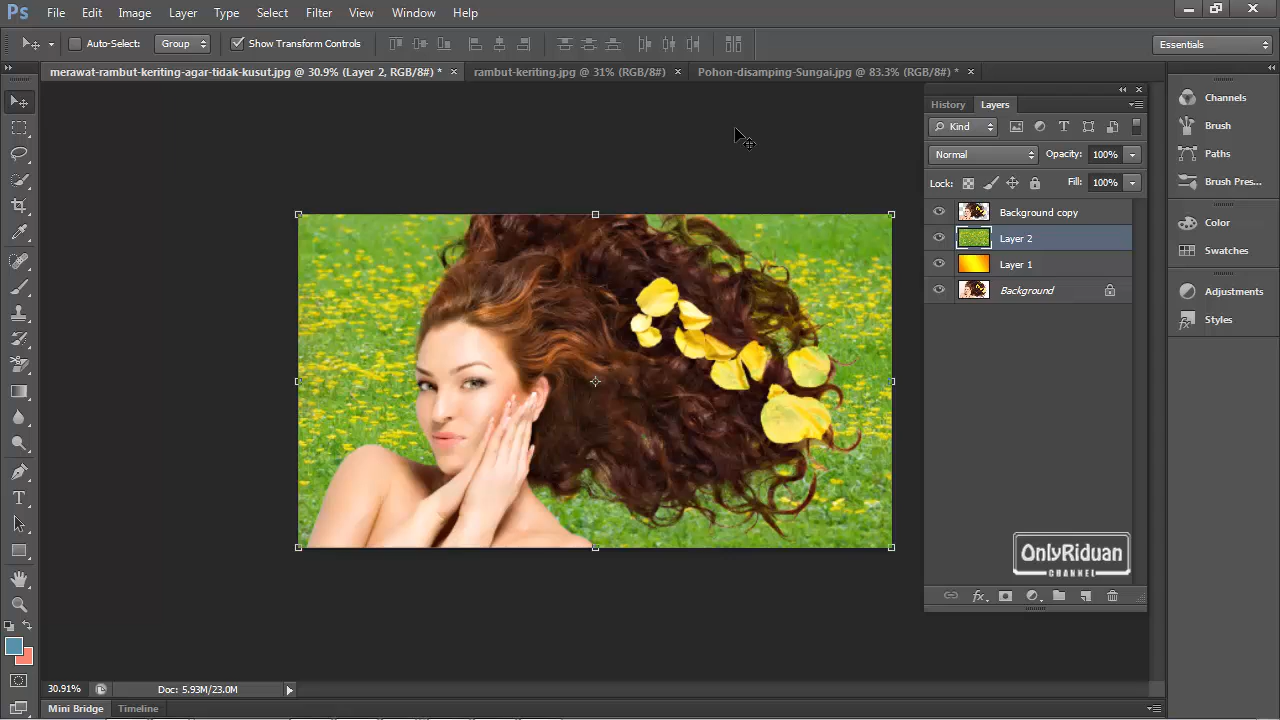 Ps File Edit Image Layer Type Select Filter View Window Help
Auto-Select: Group Show Transform Controls Essentials
merawat-rambut-keriting-agar-tidak-kusut.jpg @ 30.9% (Layer 2, RGB/8#) * rambut-keriting.jpg @ 31% (RGB/8#) Pohon-disamping-Sungai.jpg @ 83.3% (RGB/8#) *
History Layers
Kind
Normal Opacity: 100%
Lock: Fill: 100%
Background copy
Layer 2
Layer 1
Background
Channels
Brush
Paths
Brush Pres...
Color
Swatches
Adjustments
Styles
OnlyRiduan
CHANNEL
fx
30.91% Doc: 5.93M/23.0M
Mini Bridge Timeline